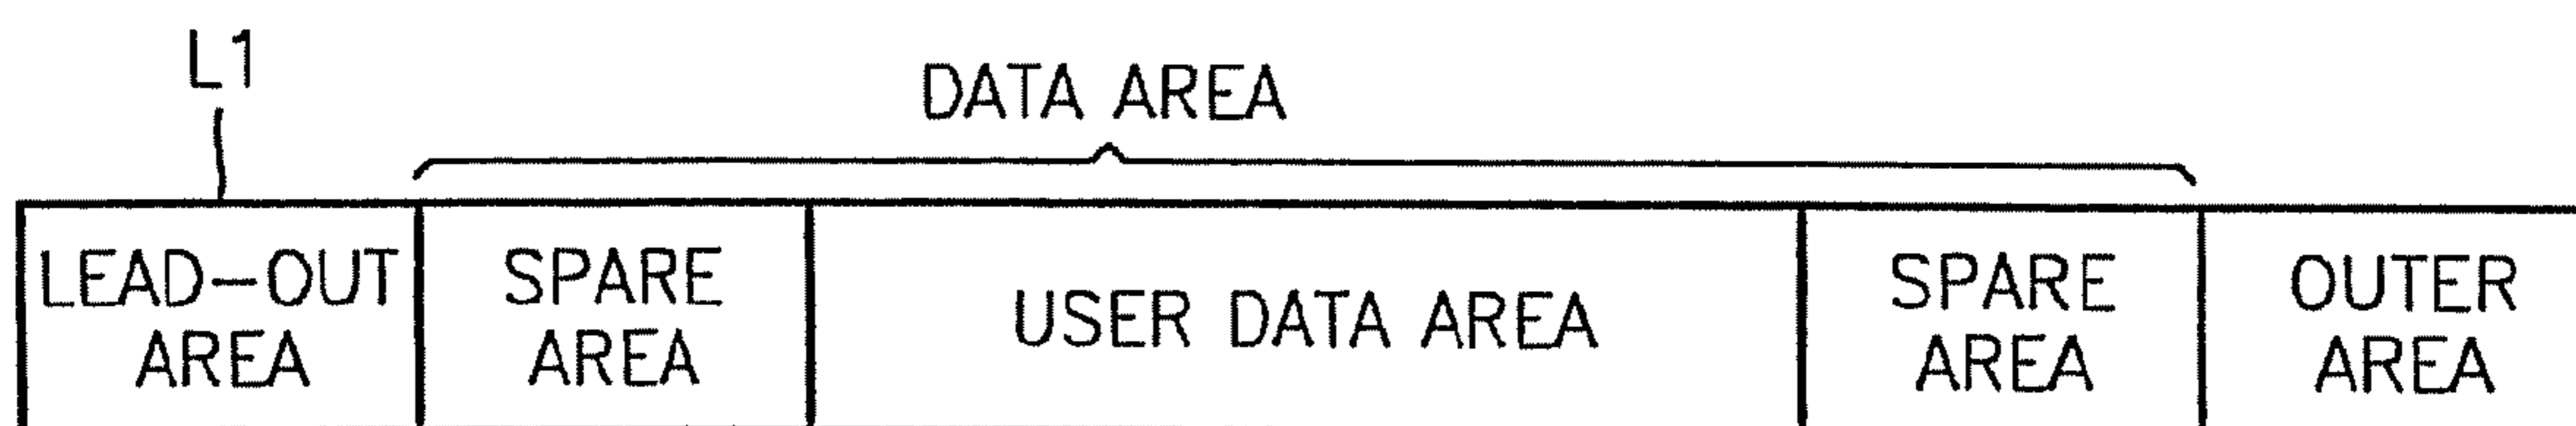 L1
DATA AREA
LEAD-OUT
AREA
SPARE
AREA
USER DATA AREA
SPARE
AREA
OUTER
AREA